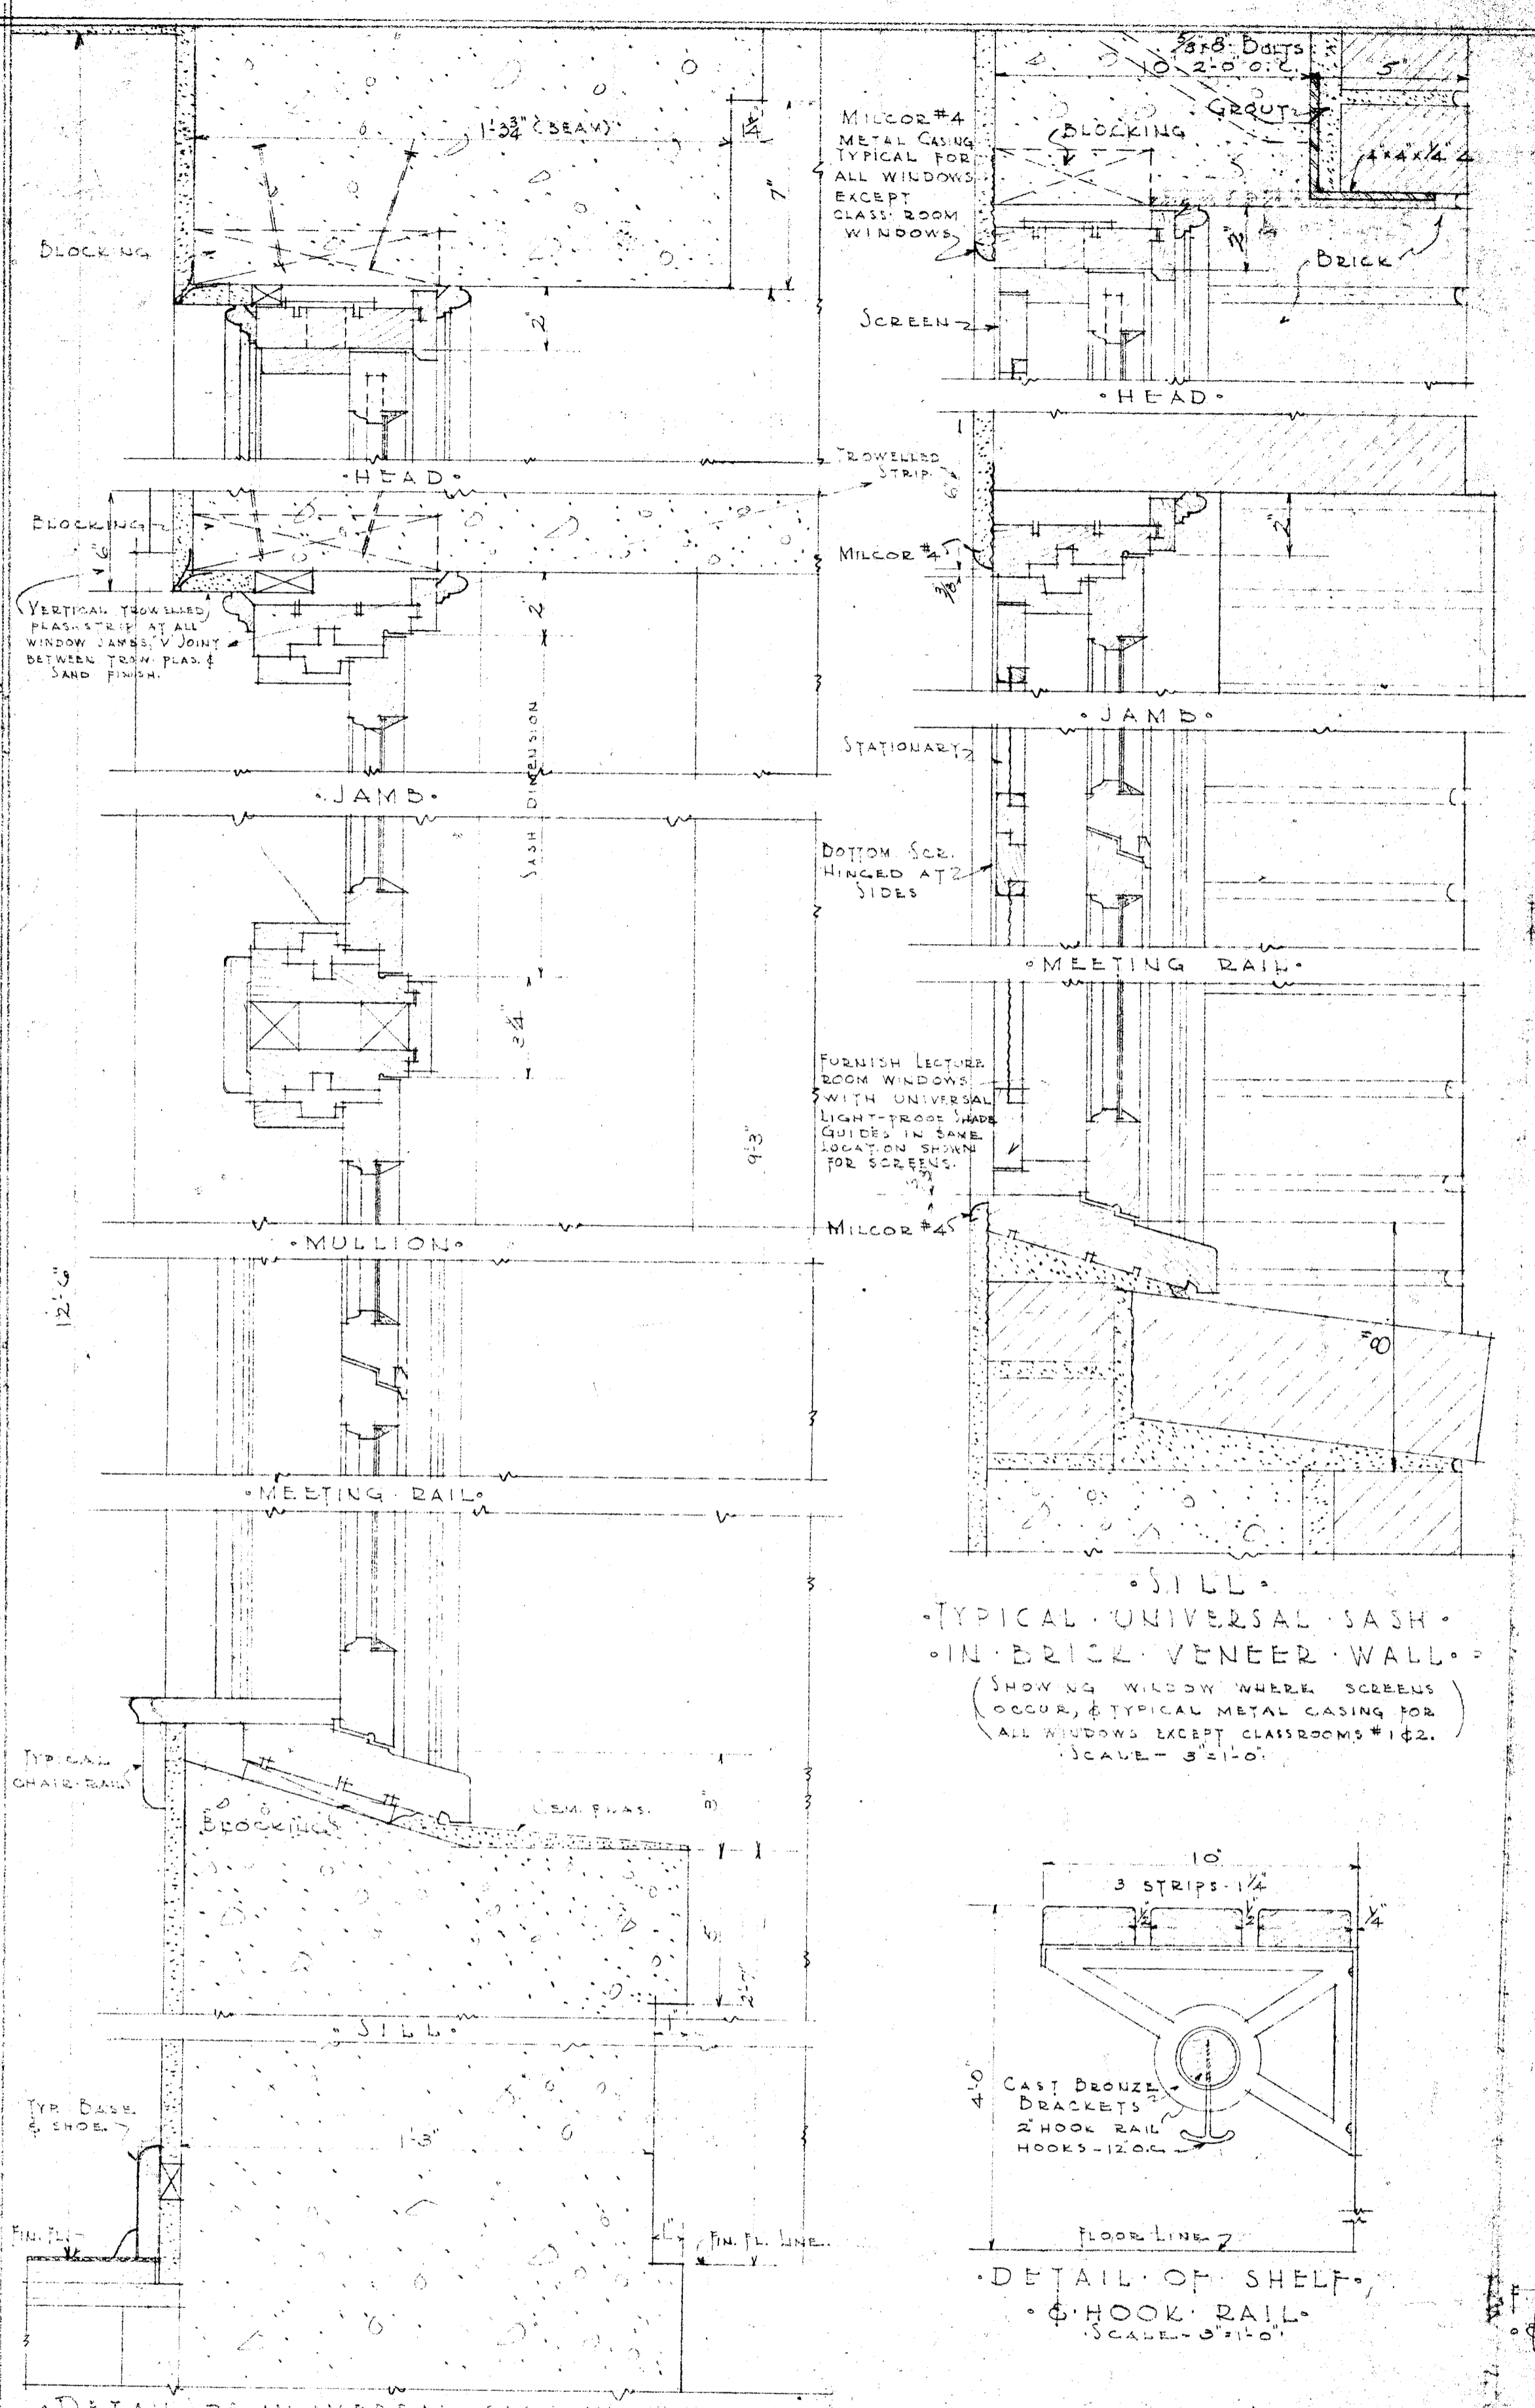 1'-3¾" (BEAM)
1¼
7"
BLOCKING
2"
12'-6"
·HEAD·
BLOCKING
6"
VERTICAL TROWELLED
PLAS. STRIP AT ALL
WINDOW JAMBS, "V" JOINT
BETWEEN TROW. PLAS. &
SAND FINISH.
2"
SASH DIMENSION
·JAMB·
3¾"
9'-3"
·MULLION·
·MEETING·RAIL·
TYPICAL
CHAIR RAIL
BLOCKING
CEM. PLAS.
3"
5"
·SILL·
TYP. BASE
& SHOE
1'-3"
FIN. FL.
1"
FIN. FL. LINE.
5/8"x8" BOLTS
2'-0" O.C.
5"
GROUT
4"x4"x¼" L
MILCOR #4
METAL CASING
TYPICAL FOR
ALL WINDOWS
EXCEPT
CLASS ROOM
WINDOWS
BLOCKING
2"
BRICK
SCREEN
·HEAD·
TROWELLED
STRIP
6"
MILCOR #4
2"
·JAMB·
STATIONARY
BOTTOM SCR.
HINGED AT
SIDES
·MEETING RAIL·
FURNISH LECTURE
ROOM WINDOWS
WITH UNIVERSAL
LIGHT-PROOF SHADE
GUIDES IN SAME
LOCATION SHOWN
FOR SCREENS.
MILCOR #4
8"
·SILL·
·TYPICAL·UNIVERSAL·SASH·
·IN·BRICK·VENEER·WALL·
(SHOWING WINDOW WHERE SCREENS
OCCUR, & TYPICAL METAL CASING FOR
ALL WINDOWS EXCEPT CLASSROOMS #1 & 2.)
·SCALE- 3"=1'-0"·
10"
3 STRIPS-1¼"
½"
½"
¼"
4'-0"
CAST BRONZE
BRACKETS
2" HOOK RAIL
HOOKS-12" O.C.
FLOOR LINE
·DETAIL·OF·SHELF·
·&·HOOK·RAIL·
·SCALE-3"=1'-0"·